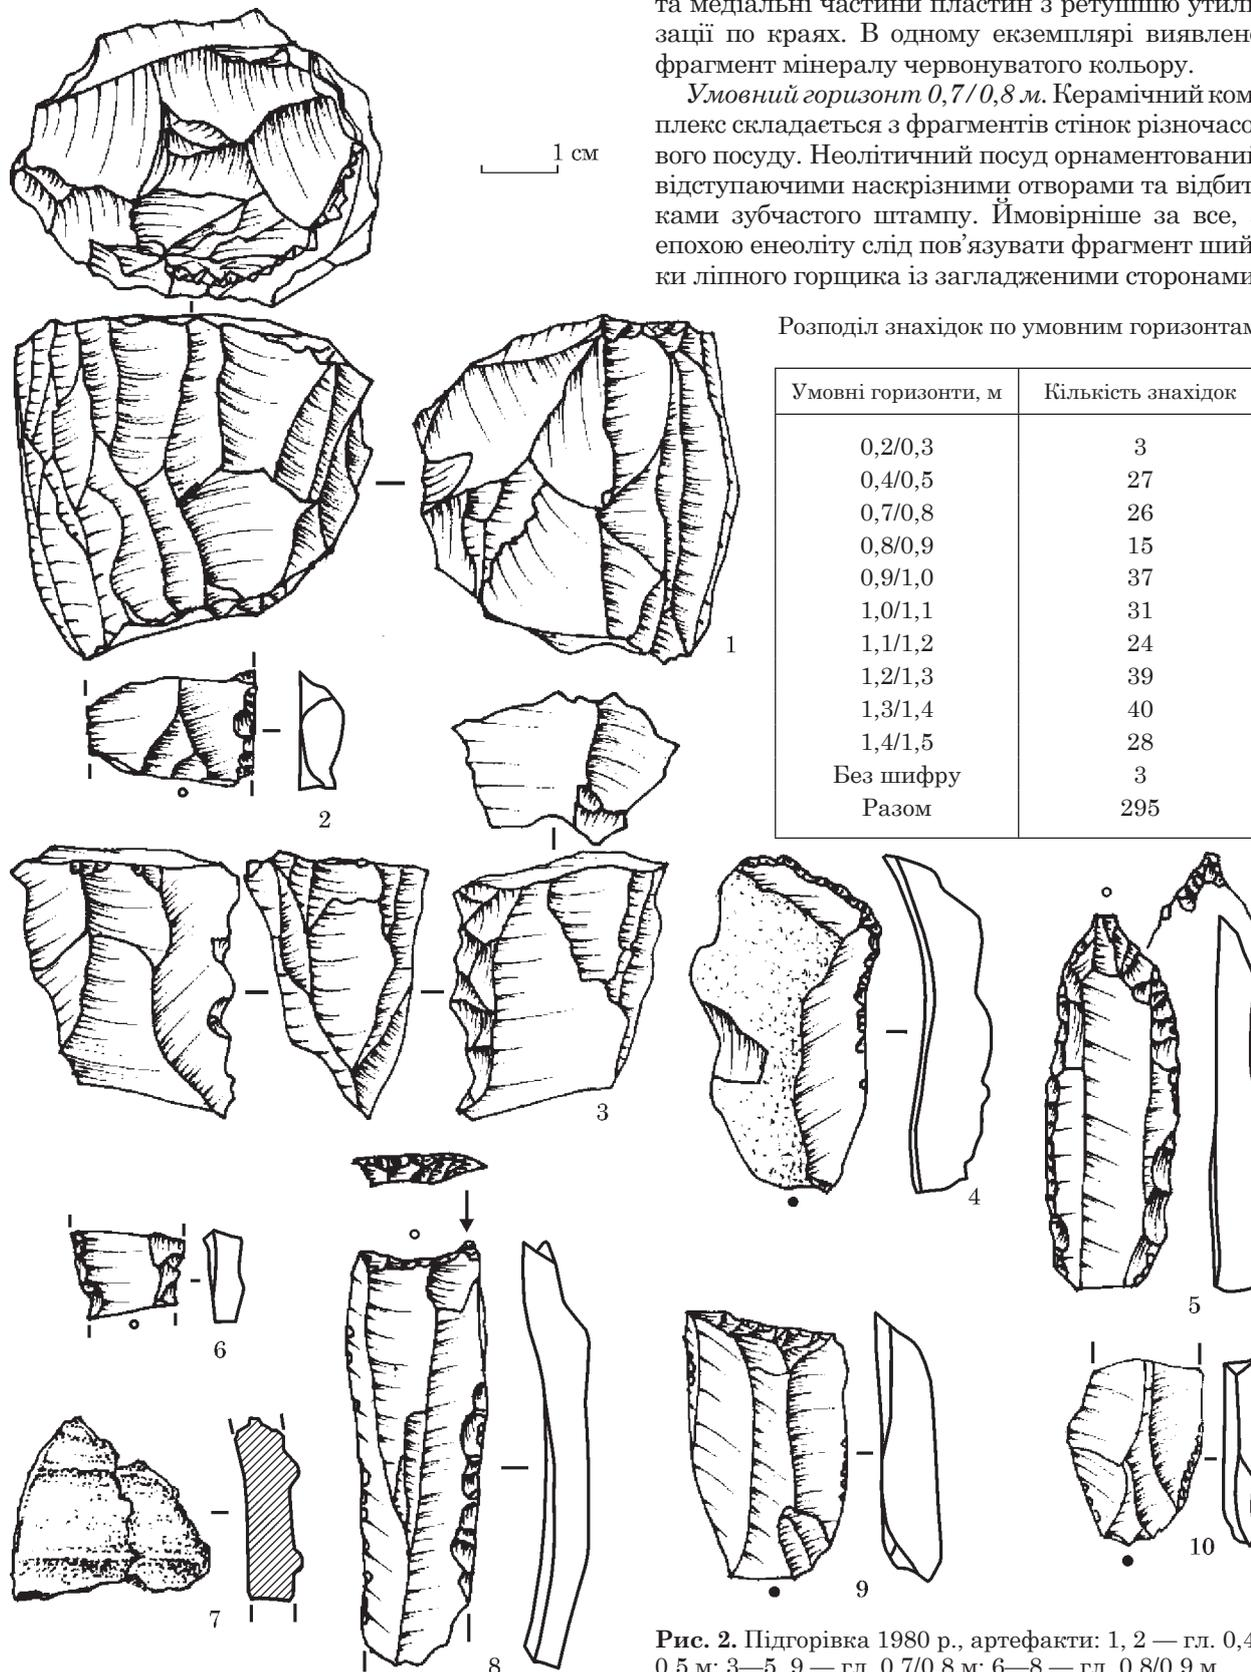 та медіальні частини пластин з ретушшю утилі
зації по краях. В одному екземплярі виявлено
фрагмент мінералу червонуватого кольору.
Умовний горизонт 0,7/0,8 м. Керамічний ком
плекс складається з фрагментів стінок різночасо
вого посуду. Неолітичний посуд орнаментований
відступаючими наскрізними отворами та відбит
ками зубчастого штампу. Ймовірніше за все,
епохою енеоліту слід пов’язувати фрагмент ший
ки ліпного горщика із загладженими сторонами
1 см
Розподіл знахідок по умовним горизонтам
Умовні горизонти, м Кількість знахідок
0,2/0,3 3
0,4/0,5 27
0,7/0,8 26
0,8/0,9 15
0,9/1,0 37
1,0/1,1 31
1,1/1,2 24
1,2/1,3 39
1,3/1,4 40
1,4/1,5 28
Без шифру 3
Разом 295
1
2
3
4
5
6
7
8
9
10
Рис. 2. Підгорівка 1980 р., артефакти: 1, 2 — гл. 0,4
0,5 м; 3—5, 9 — гл. 0,7/0,8 м; 6—8 — гл. 0,8/0,9 м